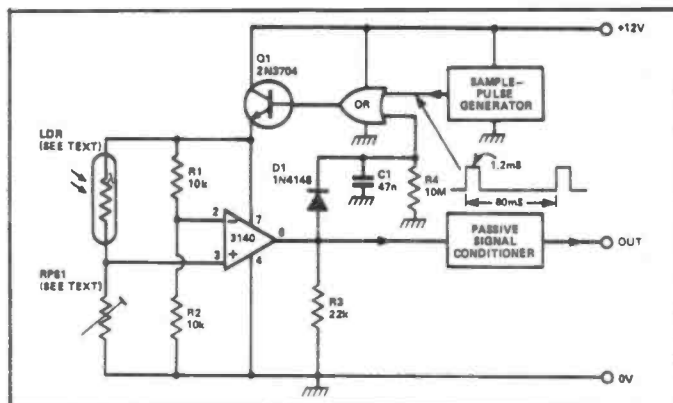 +12V
Q1
2N3704
OR
SAMPLE–
PULSE
GENERATOR
LDR
(SEE TEXT)
R1
10k
D1
1N4148
C1
47n
R4
10M
1.2mS
80mS
2
7
3140
6
3
4
PASSIVE
SIGNAL
CONDITIONER
OUT
RPS1
(SEE TEXT)
R2
10k
R3
22k
0V